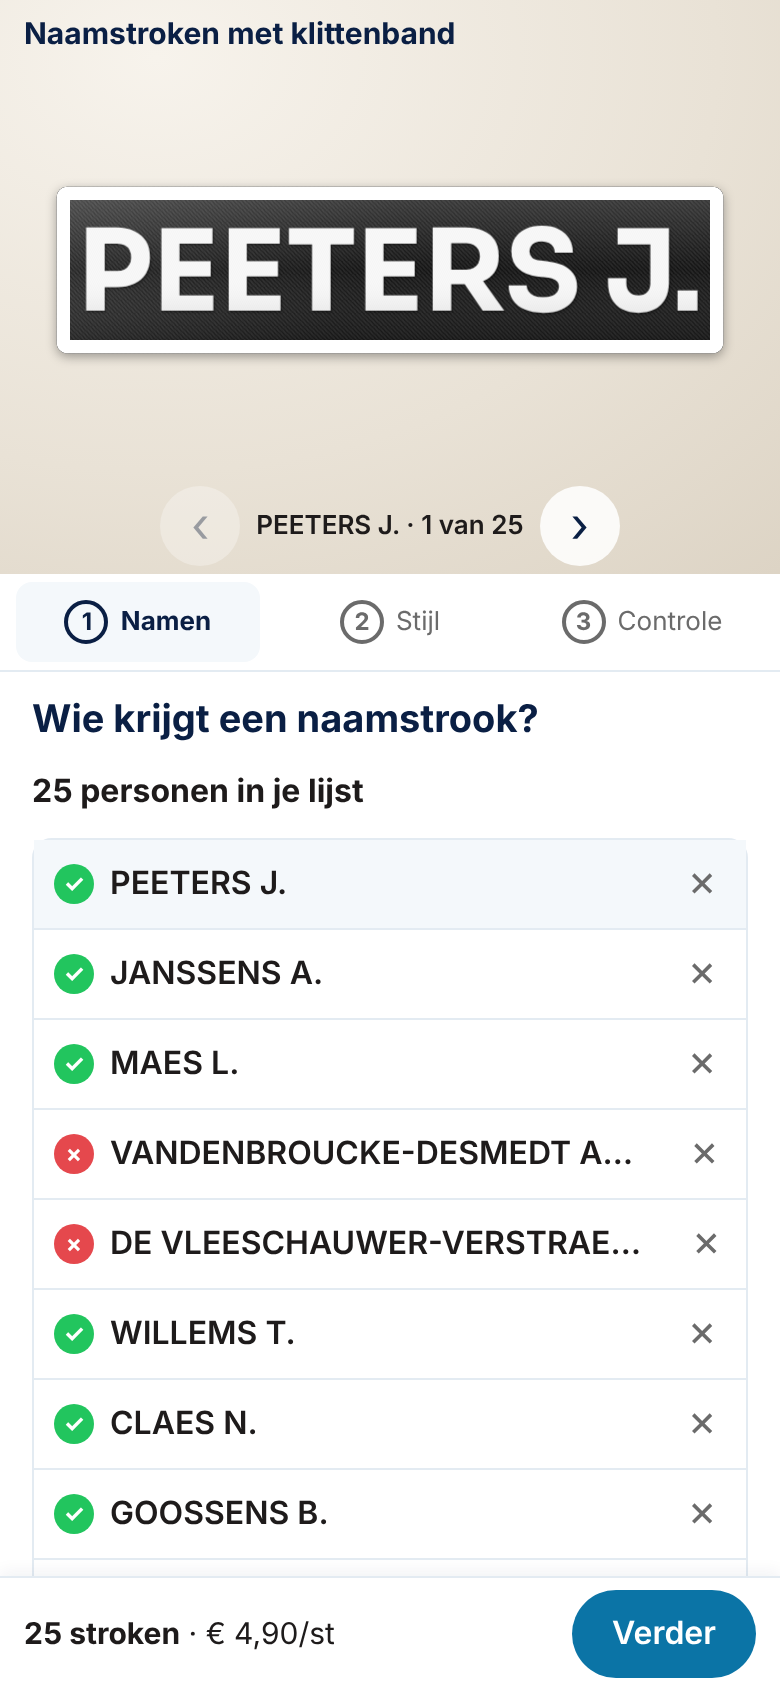 Naamstroken met klittenband
PEETERS J.
PEETERS J. · 1 van 25
1 Namen
2 Stijl
3 Controle
Wie krijgt een naamstrook?
25 personen in je lijst
PEETERS J.
JANSSENS A.
MAES L.
VANDENBROUCKE-DESMEDT A...
DE VLEESCHAUWER-VERSTRAE...
WILLEMS T.
CLAES N.
GOOSSENS B.
25 stroken · € 4,90/st
Verder